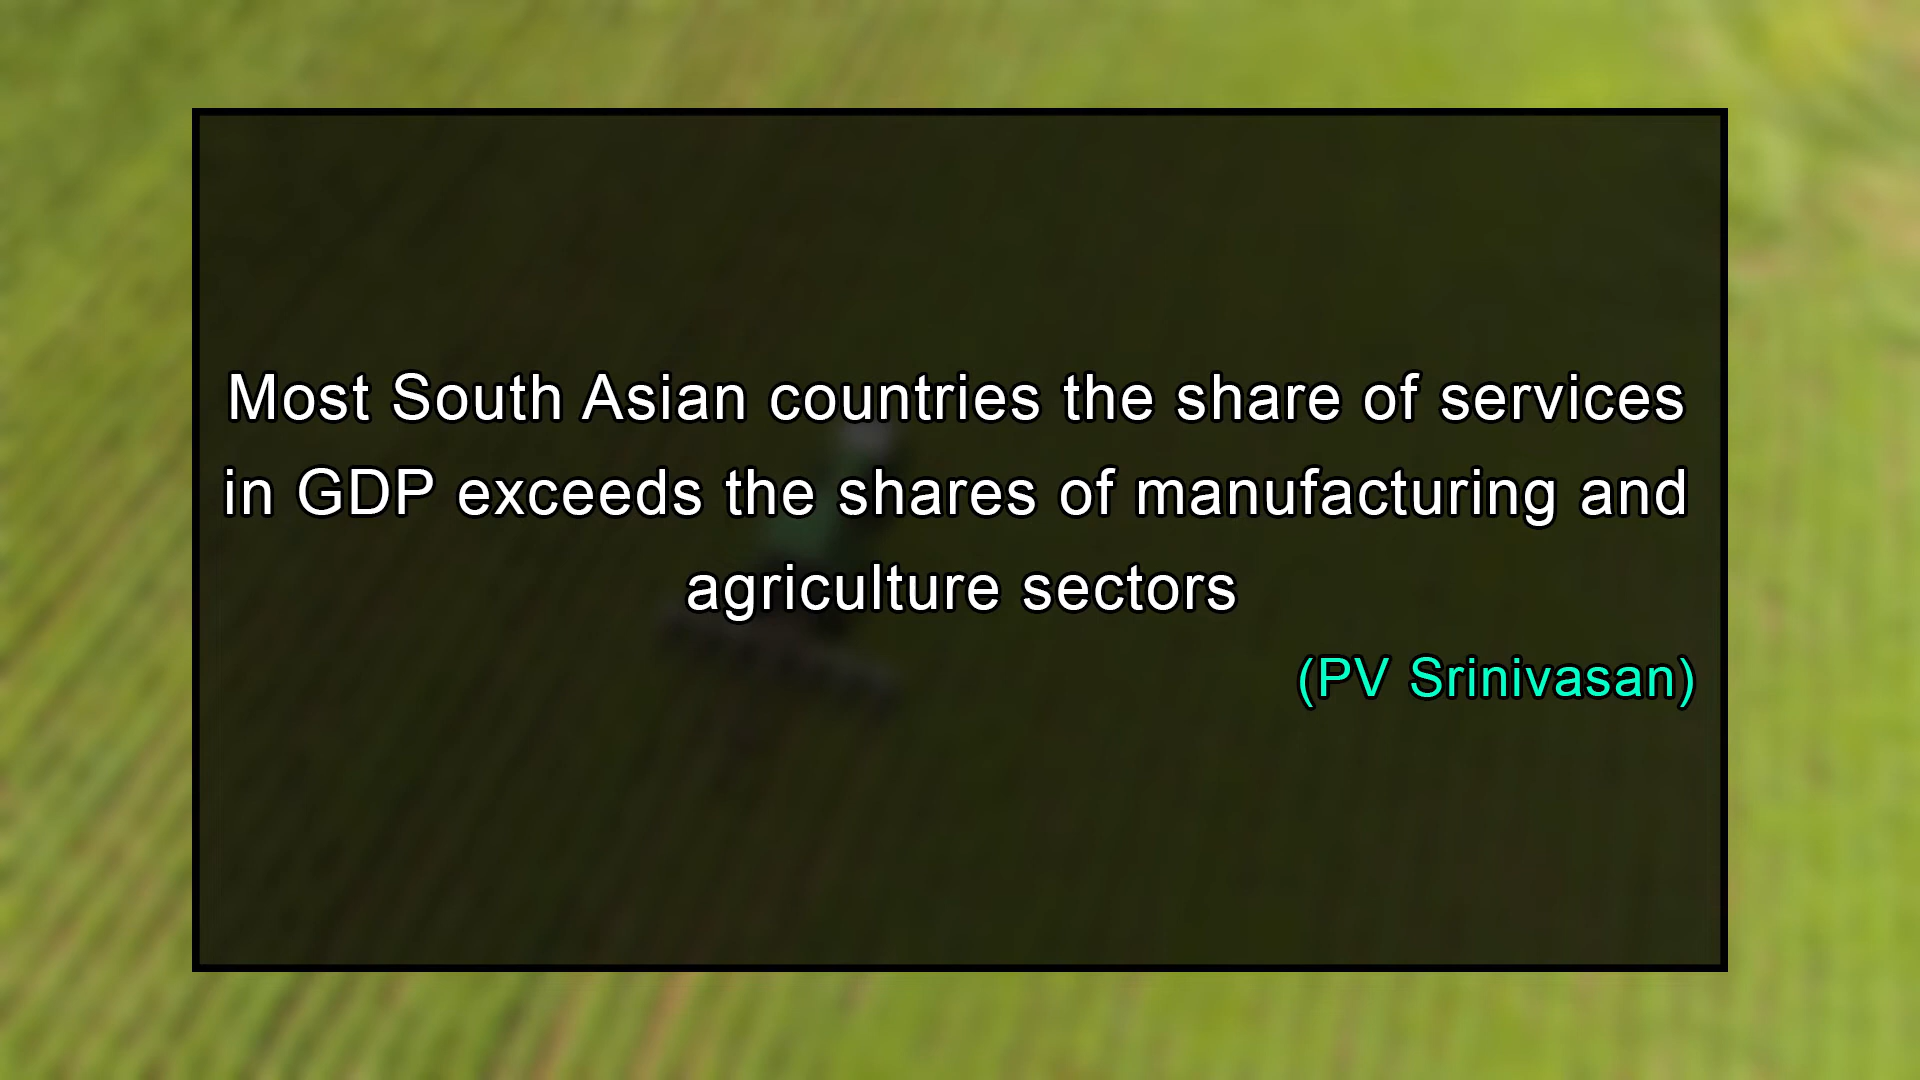 Most South Asian countries the share of services
in GDP exceeds the shares of manufacturing and
agriculture sectors
(PV Srinivasan)